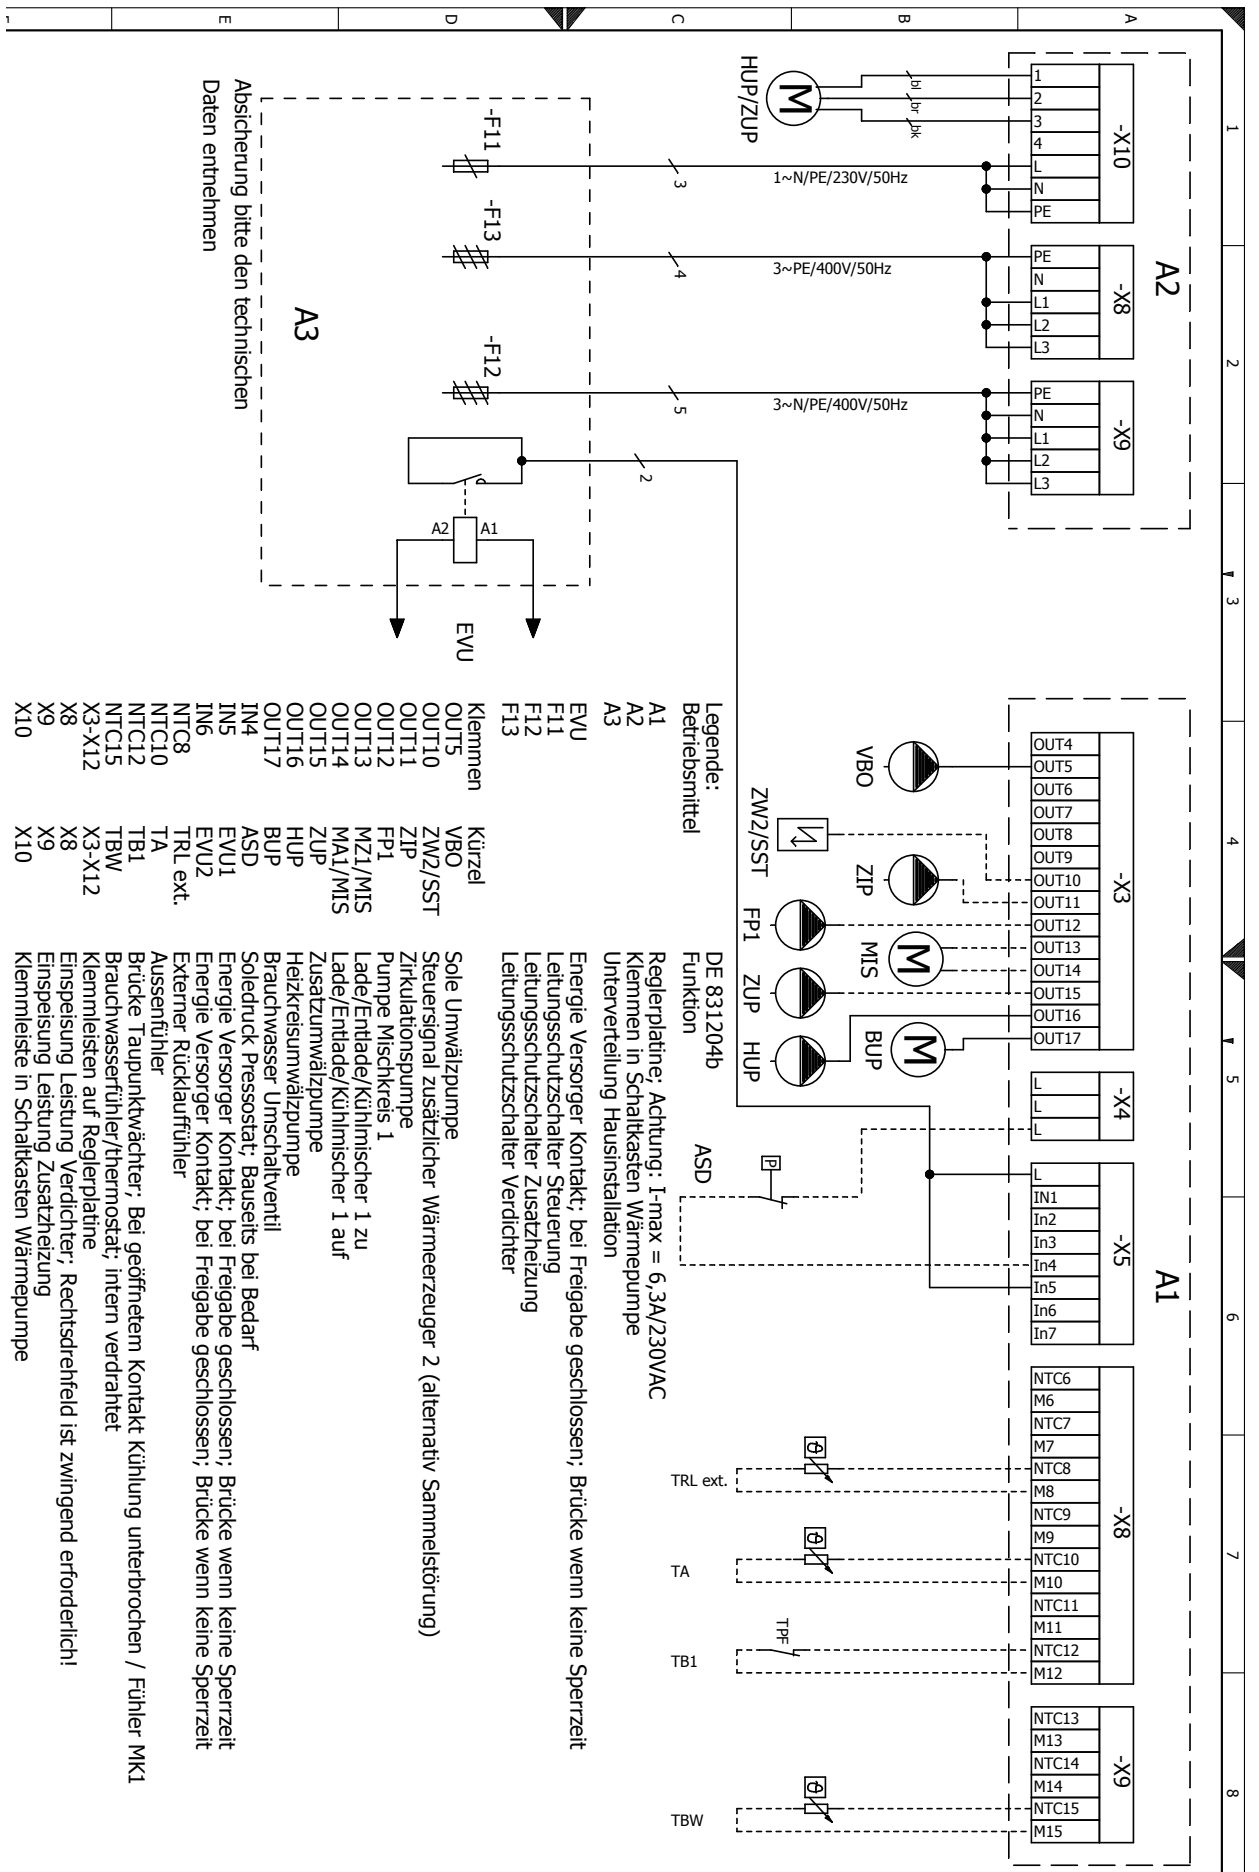 A
B
C
D
E
1
2
3
4
5
6
7
8
A2
-X10
1
2
3
4
L
N
PE
bl
br
bk
M
HUP/ZUP
1~N/PE/230V/50Hz
3
-F11
-X8
PE
N
L1
L2
L3
3~PE/400V/50Hz
4
-F13
-X9
PE
N
L1
L2
L3
3~N/PE/400V/50Hz
5
-F12
2
A3
A2
A1
EVU
Absicherung bitte den technischen
Daten entnehmen
A1
-X3
OUT4
OUT5
OUT6
OUT7
OUT8
OUT9
OUT10
OUT11
OUT12
OUT13
OUT14
OUT15
OUT16
OUT17
VBO
ZW2/SST
ZIP
FP1
M
MIS
ZUP
M
BUP
HUP
-X4
L
L
L
-X5
L
IN1
In2
In3
In4
In5
In6
In7
P
ASD
-X8
NTC6
M6
NTC7
M7
NTC8
M8
NTC9
M9
NTC10
M10
NTC11
M11
NTC12
M12
ϑ
TRL ext.
ϑ
TA
TPF
TB1
-X9
NTC13
M13
NTC14
M14
NTC15
M15
ϑ
TBW
Legende: DE 831204b
Betriebsmittel Funktion
A1 Reglerplatine; Achtung: I-max = 6,3A/230VAC
A2 Klemmen in Schaltkasten Wärmepumpe
A3 Unterverteilung Hausinstallation
EVU Energie Versorger Kontakt; bei Freigabe geschlossen; Brücke wenn keine Sperrzeit
F11 Leitungsschutzschalter Steuerung
F12 Leitungsschutzschalter Zusatzheizung
F13 Leitungsschutzschalter Verdichter
Klemmen Kürzel
OUT5 VBO Sole Umwälzpumpe
OUT10 ZW2/SST Steuersignal zusätzlicher Wärmeerzeuger 2 (alternativ Sammelstörung)
OUT11 ZIP Zirkulationspumpe
OUT12 FP1 Pumpe Mischkreis 1
OUT13 MZ1/MIS Lade/Entlade/Kühlmischer 1 zu
OUT14 MA1/MIS Lade/Entlade/Kühlmischer 1 auf
OUT15 ZUP Zusatzumwälzpumpe
OUT16 HUP Heizkreisumwälzpumpe
OUT17 BUP Brauchwasser Umschaltventil
IN4 ASD Soledruck Pressostat; Bauseits bei Bedarf
IN5 EVU1 Energie Versorger Kontakt; bei Freigabe geschlossen; Brücke wenn keine Sperrzeit
IN6 EVU2 Energie Versorger Kontakt; bei Freigabe geschlossen; Brücke wenn keine Sperrzeit
NTC8 TRL ext. Externer Rücklauffühler
NTC10 TA Aussenfühler
NTC12 TB1 Brücke Taupunktwächter; Bei geöffnetem Kontakt Kühlung unterbrochen / Fühler MK1
NTC15 TBW Brauchwasserfühler/thermostat; intern verdrahtet
X3-X12 X3-X12 Klemmleisten auf Reglerplatine
X8 X8 Einspeisung Leistung Verdichter; Rechtsdrehfeld ist zwingend erforderlich!
X9 X9 Einspeisung Leistung Zusatzheizung
X10 X10 Klemmleiste in Schaltkasten Wärmepumpe